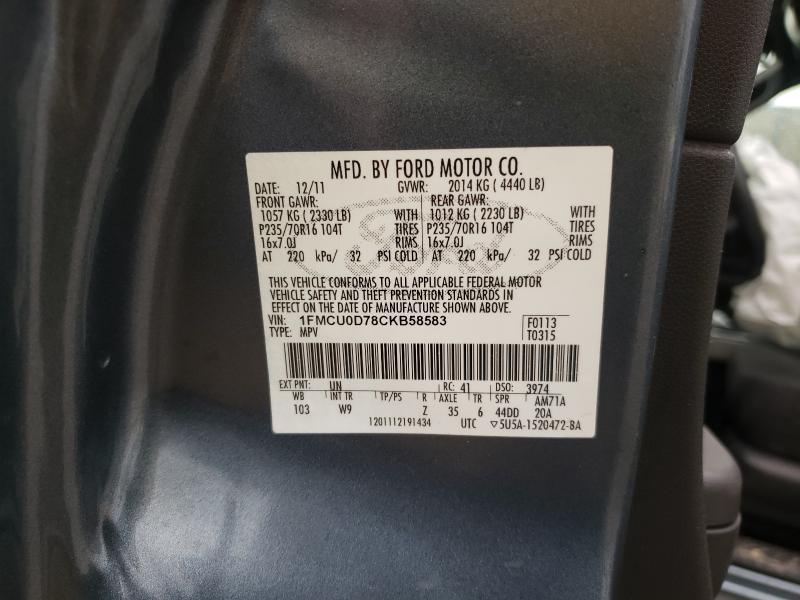 MFD. BY FORD MOTOR CO.
DATE: 12/11 GVWR: 2014 KG ( 4440 LB)
FRONT GAWR: REAR GAWR:
1057 KG ( 2330 LB) WITH 1012 KG ( 2230 LB) WITH
P235/70R16 104T TIRES P235/70R16 104T TIRES
16x7.0J RIMS 16x7.0J RIMS
AT 220 kPa/ 32 PSI COLD AT 220 kPa/ 32 PSI COLD
THIS VEHICLE CONFORMS TO ALL APPLICABLE FEDERAL MOTOR
VEHICLE SAFETY AND THEFT PREVENTION STANDARDS IN
EFFECT ON THE DATE OF MANUFACTURE SHOWN ABOVE.
VIN: 1FMCU0D78CKB58583 F0113
TYPE: MPV T0315
EXT PNT: UN RC: 41 DSO: 3974
WB INT TR TP/PS R AXLE TR SPR AM71A
103 W9 Z 35 6 44DD 20A
1201112191434 UTC ▽5U5A-1520472-BA